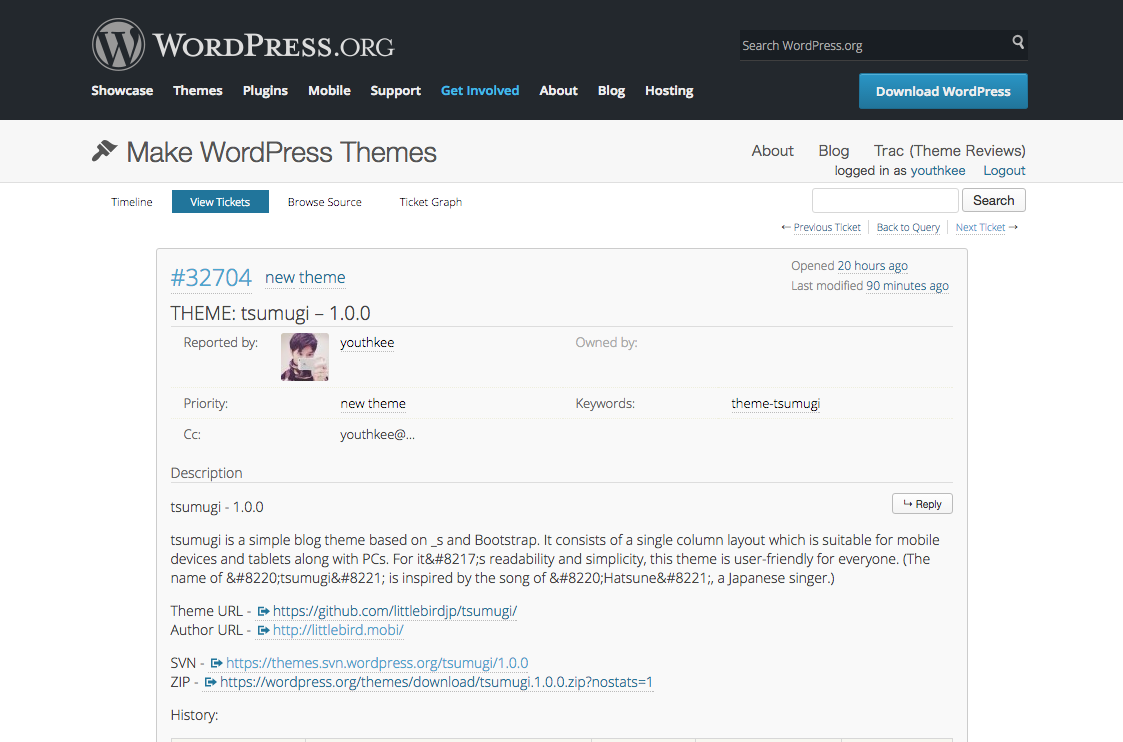 WORDPRESS.ORG
Search WordPress.org
Showcase Themes Plugins Mobile Support Get Involved About Blog Hosting
Download WordPress
Make WordPress Themes
About Blog Trac (Theme Reviews)
logged in as youthkee Logout
Timeline View Tickets Browse Source Ticket Graph
Search
← Previous Ticket Back to Query Next Ticket →
#32704 new theme
Opened 20 hours ago
Last modified 90 minutes ago
THEME: tsumugi – 1.0.0
Reported by: youthkee Owned by:
Priority: new theme Keywords: theme-tsumugi
Cc: youthkee@…
Description
↳ Reply
tsumugi - 1.0.0
tsumugi is a simple blog theme based on _s and Bootstrap. It consists of a single column layout which is suitable for mobile
devices and tablets along with PCs. For it&#8217;s readability and simplicity, this theme is user-friendly for everyone. (The
name of &#8220;tsumugi&#8221; is inspired by the song of &#8220;Hatsune&#8221;, a Japanese singer.)
Theme URL - https://github.com/littlebirdjp/tsumugi/
Author URL - http://littlebird.mobi/
SVN - https://themes.svn.wordpress.org/tsumugi/1.0.0
ZIP - https://wordpress.org/themes/download/tsumugi.1.0.0.zip?nostats=1
History: